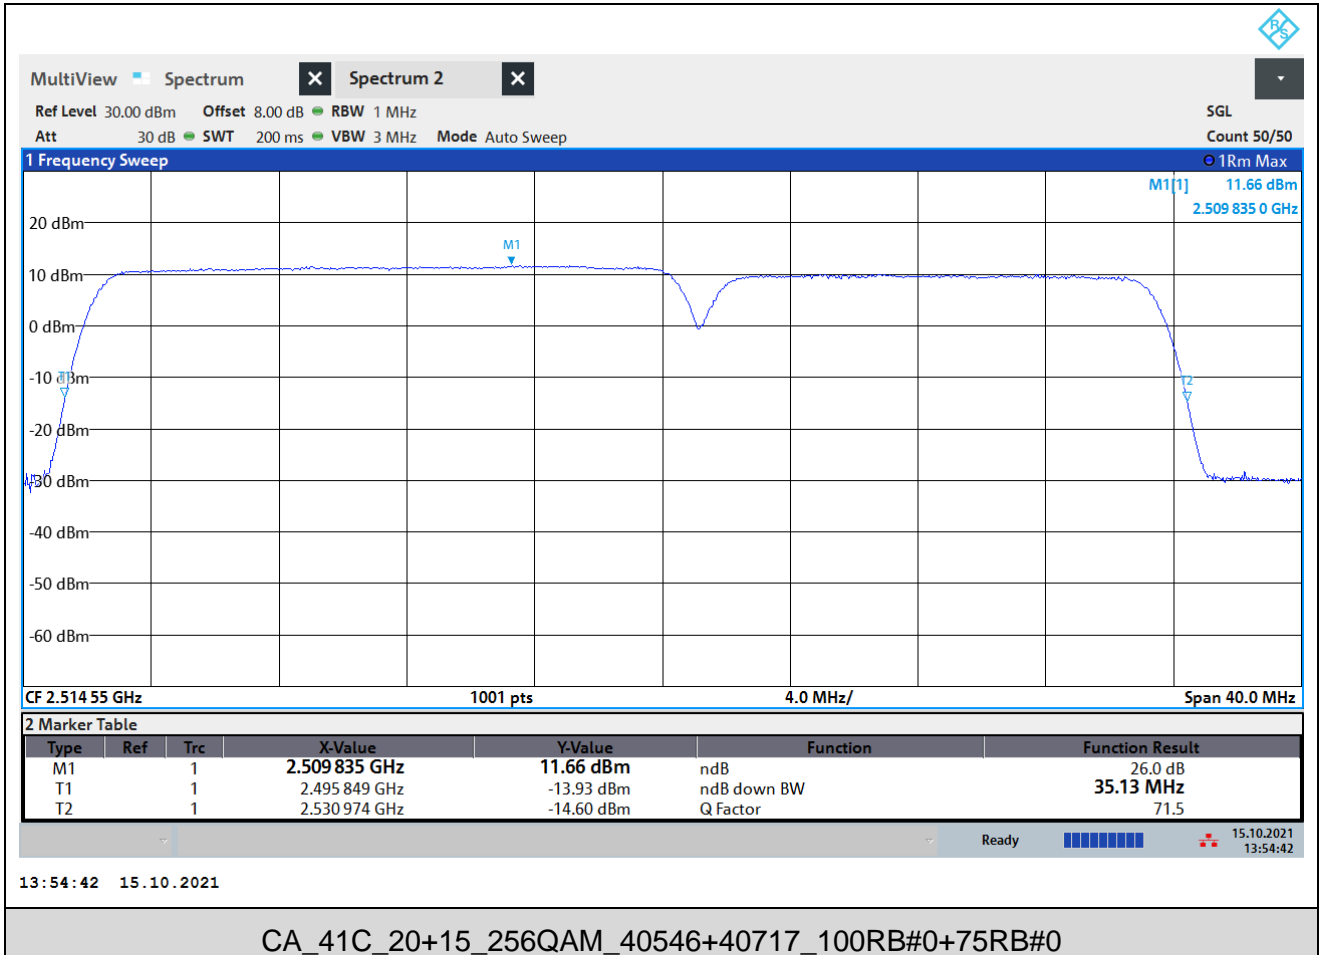 R S
MultiView Spectrum X Spectrum 2 X
Ref Level 30.00 dBm Offset 8.00 dB RBW 1 MHz SGL
Att 30 dB SWT 200 ms VBW 3 MHz Mode Auto Sweep Count 50/50
1 Frequency Sweep 1Rm Max
M1[1] 11.66 dBm
2.509 835 0 GHz
20 dBm
M1
10 dBm
0 dBm
-10 dBm
T1
T2
-20 dBm
-30 dBm
-40 dBm
-50 dBm
-60 dBm
CF 2.514 55 GHz 1001 pts 4.0 MHz/ Span 40.0 MHz
2 Marker Table
Type Ref Trc X-Value Y-Value Function Function Result
M1 1 2.509 835 GHz 11.66 dBm ndB 26.0 dB
T1 1 2.495 849 GHz -13.93 dBm ndB down BW 35.13 MHz
T2 1 2.530 974 GHz -14.60 dBm Q Factor 71.5
Ready 15.10.2021
13:54:42
13:54:42 15.10.2021
CA_41C_20+15_256QAM_40546+40717_100RB#0+75RB#0